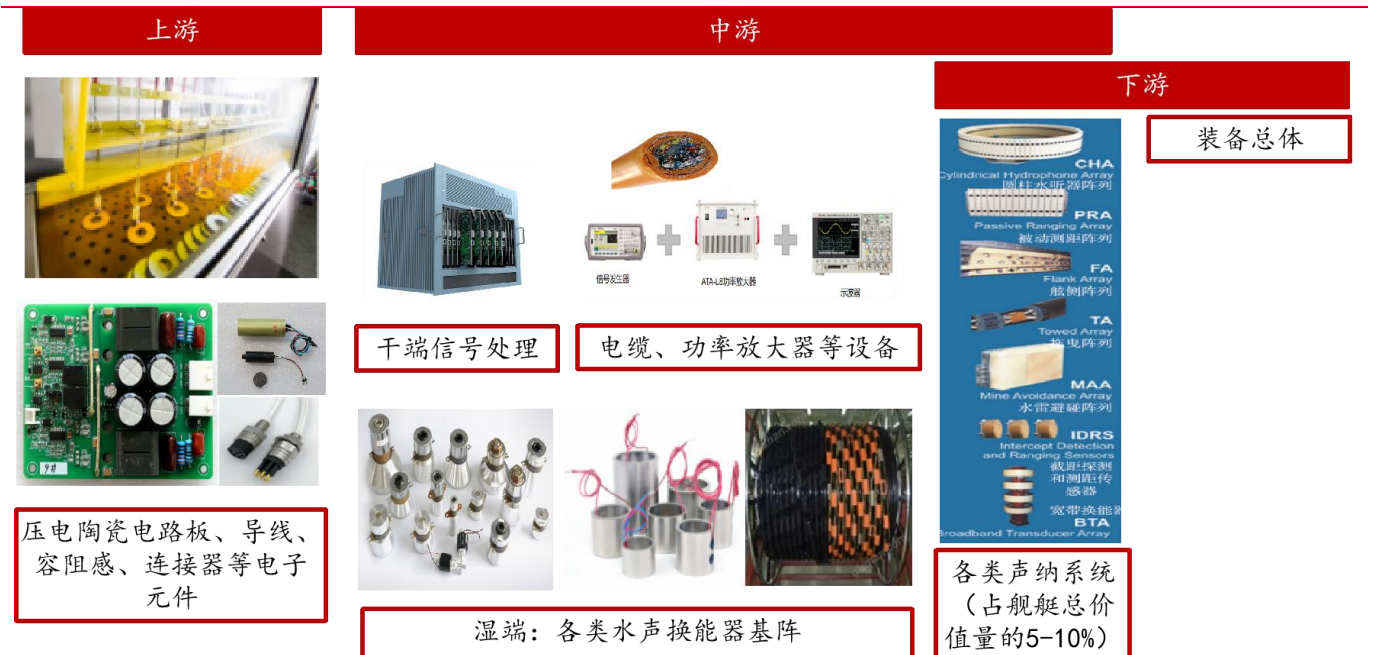 上游
中游
下游
装备总体
CHA
Cylindrical Hydrophone Array
圆柱水听器阵列
PRA
Passive Ranging Array
被动测距阵列
FA
Flank Array
舷侧阵列
TA
Towed Array
拖曳阵列
MAA
Mine Avoidance Array
水雷避碰阵列
IDRS
Intercept Detection
and Ranging Sensors
截距探测
和测距传
感器
宽带换能器
BTA
Broadband Transducer Array
信号发生器
ATA-L8功率放大器
示波器
干端信号处理
电缆、功率放大器等设备
9#
压电陶瓷电路板、导线、
容阻感、连接器等电子
元件
湿端：各类水声换能器基阵
各类声纳系统
（占舰艇总价
值量的5-10%）